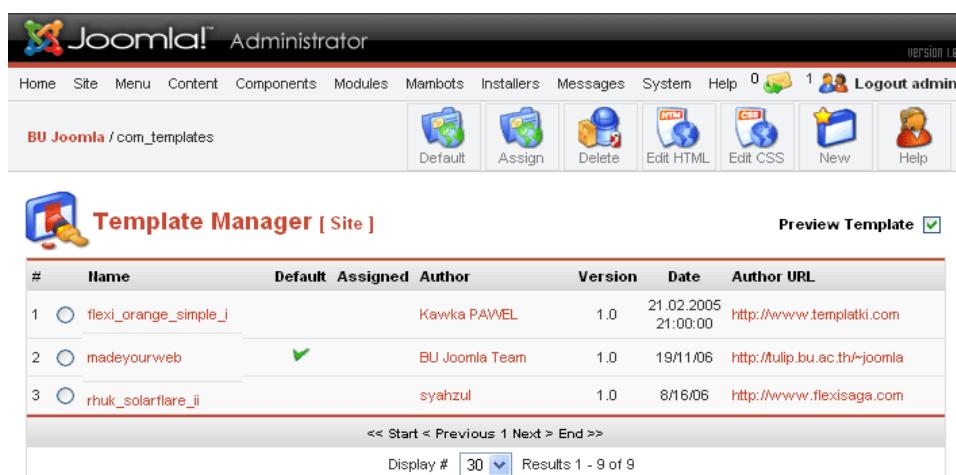 Joomla! Administrator
version 1.
Home Site Menu Content Components Modules Mambots Installers Messages System Help 0 1 Logout admin
BU Joomla / com_templates
Default Assign Delete Edit HTML Edit CSS New Help
Template Manager [ Site ]
Preview Template
# Name Default Assigned Author Version Date Author URL
1 flexi_orange_simple_i Kawka PAWEL 1.0 21.02.2005 21:00:00 http://www.templatki.com
2 madeyourweb BU Joomla Team 1.0 19/11/06 http://tulip.bu.ac.th/~joomla
3 rhuk_solarflare_ii syahzul 1.0 8/16/06 http://www.flexisaga.com
<< Start < Previous 1 Next > End >>
Display # 30 Results 1 - 9 of 9